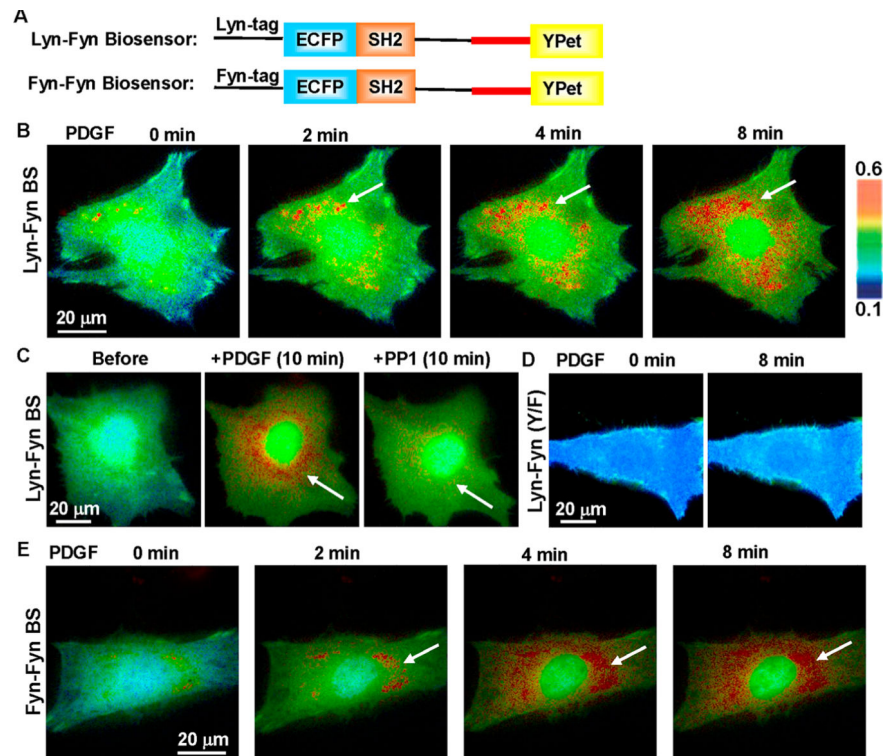 A
Lyn-Fyn Biosensor: Lyn-tag ECFP SH2 YPet
Fyn-Fyn Biosensor: Fyn-tag ECFP SH2 YPet
B PDGF 0 min 2 min 4 min 8 min
Lyn-Fyn BS
20 μm
0.6
0.1
C Before +PDGF (10 min) +PP1 (10 min)
Lyn-Fyn BS
20 μm
D PDGF 0 min 8 min
Lyn-Fyn (Y/F)
20 μm
E PDGF 0 min 2 min 4 min 8 min
Fyn-Fyn BS
20 μm